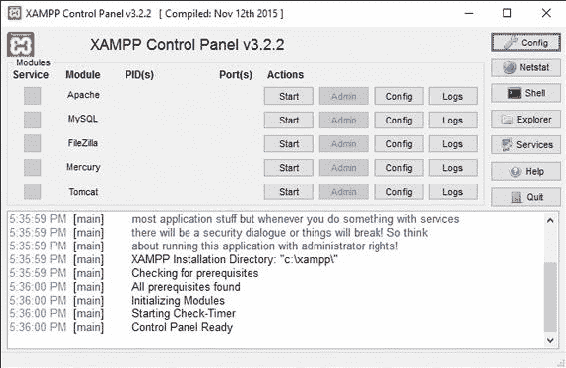 XAMPP Control Panel v3.2.2 [ Compiled: Nov 12th 2015 ]
XAMPP Control Panel v3.2.2
Config
Modules
Service Module PID(s) Port(s) Actions
Netstat
Apache Start Admin Config Logs
Shell
MySQL Start Admin Config Logs
Explorer
FileZilla Start Admin Config Logs
Services
Mercury Start Admin Config Logs
Help
Tomcat Start Admin Config Logs
Quit
5:35:59 PM [main] most application stuff but whenever you do something with services
5:35:59 PM [main] there will be a security dialogue or things will break! So think
5:35:59 PM [main] about running this application with administrator rights!
5:35:59 PM [main] XAMPP Installation Directory: "c:\xampp\"
5:35:59 PM [main] Checking for prerequisites
5:36:00 PM [main] All prerequisites found
5:36:00 PM [main] Initializing Modules
5:36:00 PM [main] Starting Check-Timer
5:36:00 PM [main] Control Panel Ready